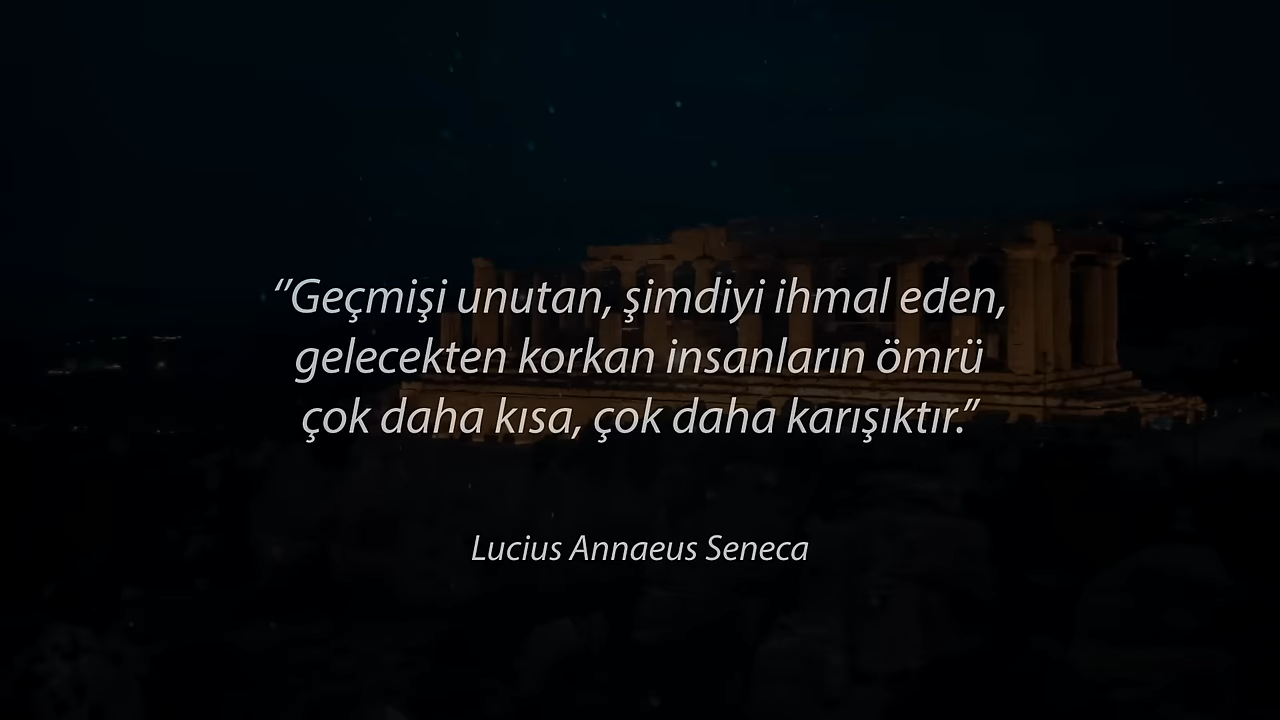 ‘’Geçmişi unutan, şimdiyi ihmal eden,
gelecekten korkan insanların ömrü
çok daha kısa, çok daha karışıktır.’’
Lucius Annaeus Seneca